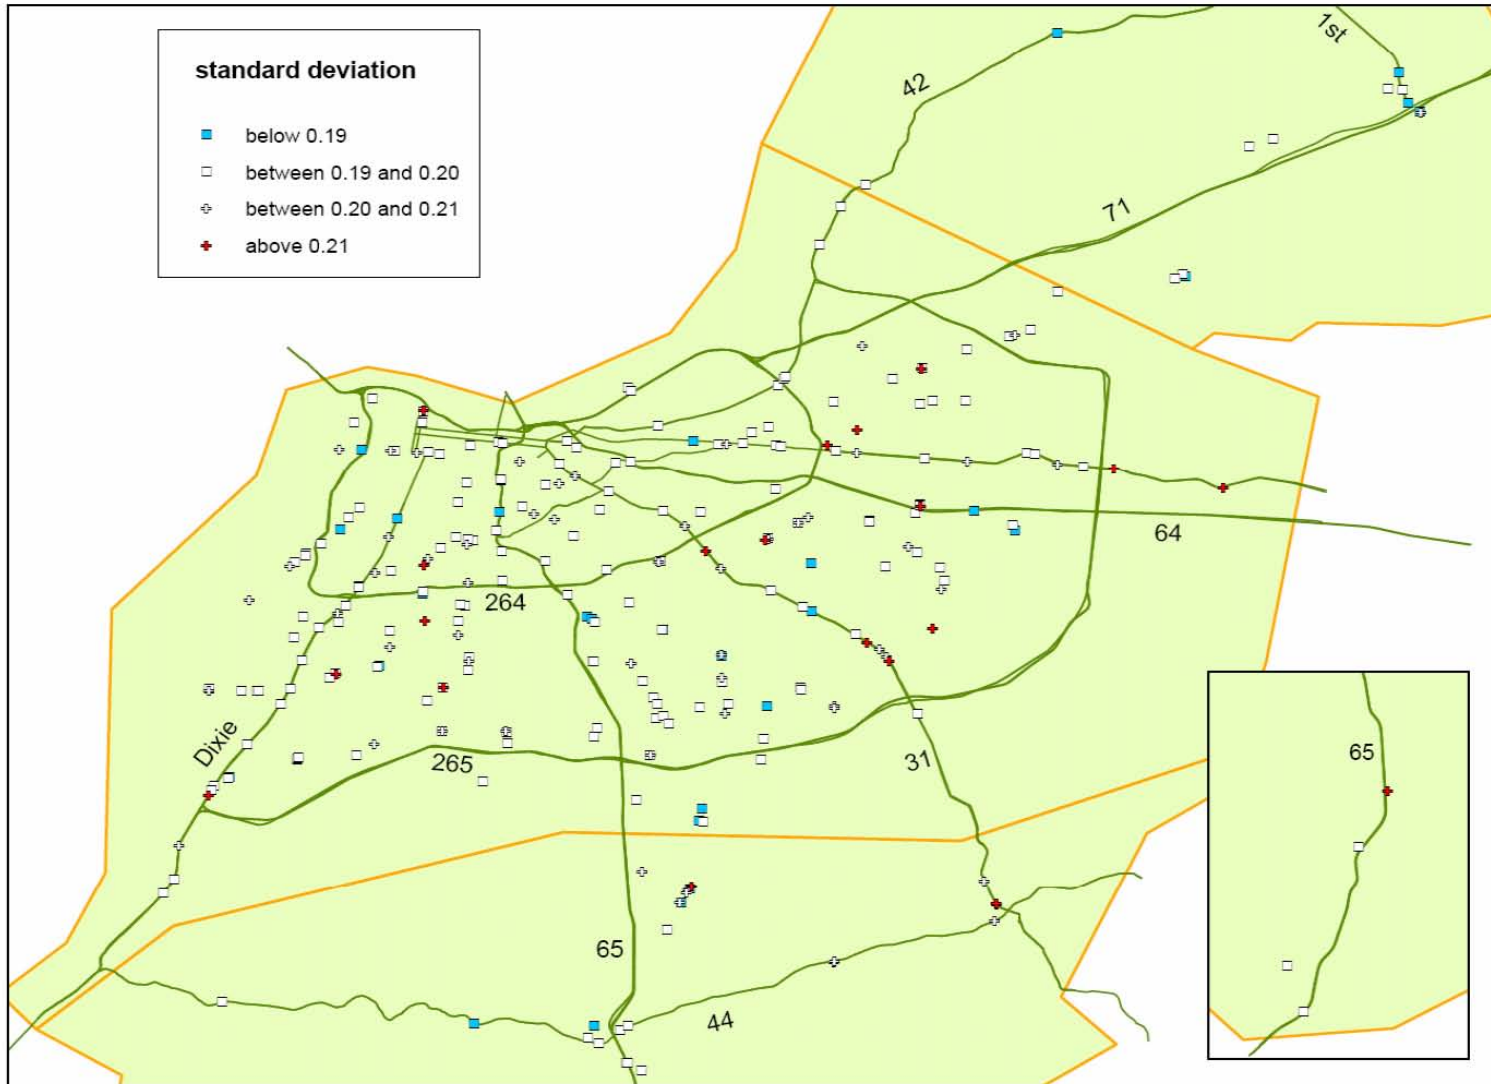 standard deviation
below 0.19
between 0.19 and 0.20
between 0.20 and 0.21
above 0.21
1st
42
71
64
264
Dixie
265
31
65
65
44